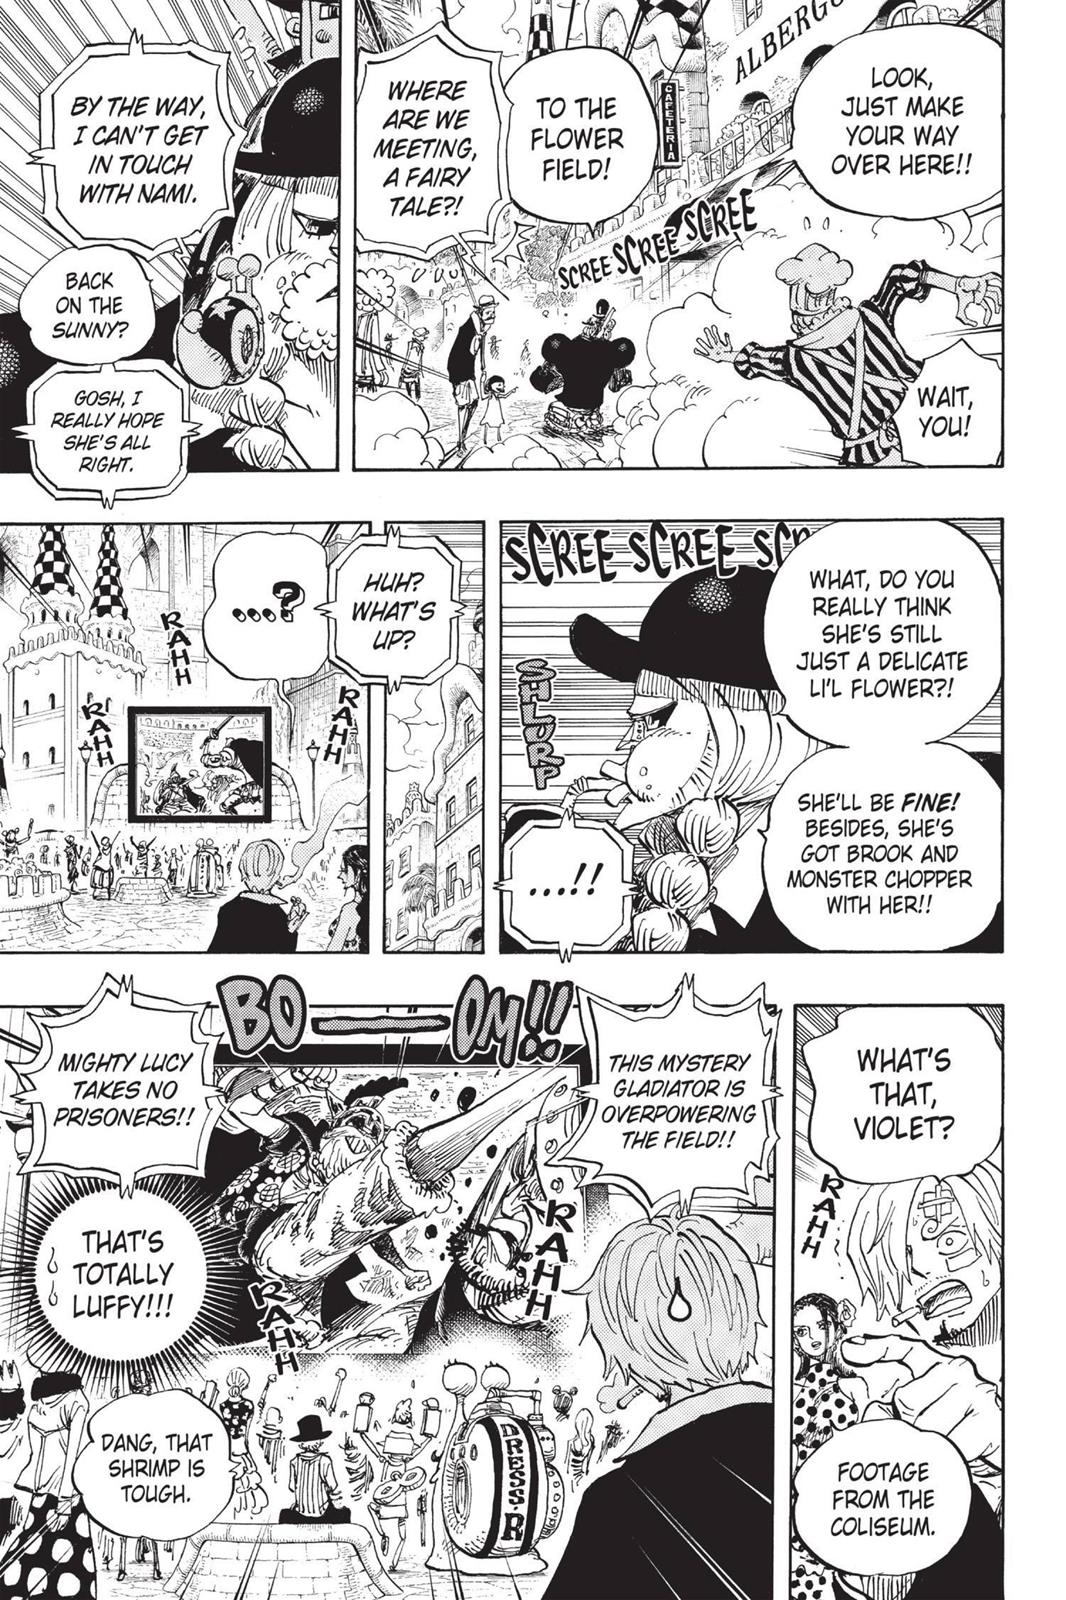 LOOK,
JUST MAKE
YOUR WAY
OVER HERE!!
ALBERGO
CAFETERIA
TO THE
FLOWER
FIELD!
SCREE SCREE SCREE
WAIT,
YOU!
WHERE
ARE WE
MEETING,
A FAIRY
TALE?!
BY THE WAY,
I CAN'T GET
IN TOUCH
WITH NAMI.
BACK
ON THE
SUNNY?
GOSH, I
REALLY HOPE
SHE'S ALL
RIGHT.
SCREE SCREE SC
WHAT, DO YOU
REALLY THINK
SHE'S STILL
JUST A DELICATE
LI'L FLOWER?!
SHLURP
SHE'LL BE FINE!
BESIDES, SHE'S
GOT BROOK AND
MONSTER CHOPPER
WITH HER!!
...!!
HUH?
WHAT'S
UP?
...?
RAHH
RAHH
RAHH
WHAT'S
THAT,
VIOLET?
RAHH
FOOTAGE
FROM THE
COLISEUM.
BOOM!!
THIS MYSTERY
GLADIATOR IS
OVERPOWERING
THE FIELD!!
MIGHTY LUCY
TAKES NO
PRISONERS!!
RAHH
RAHH
THAT'S
TOTALLY
LUFFY!!!
DANG, THAT
SHRIMP IS
TOUGH.
DRESS.R